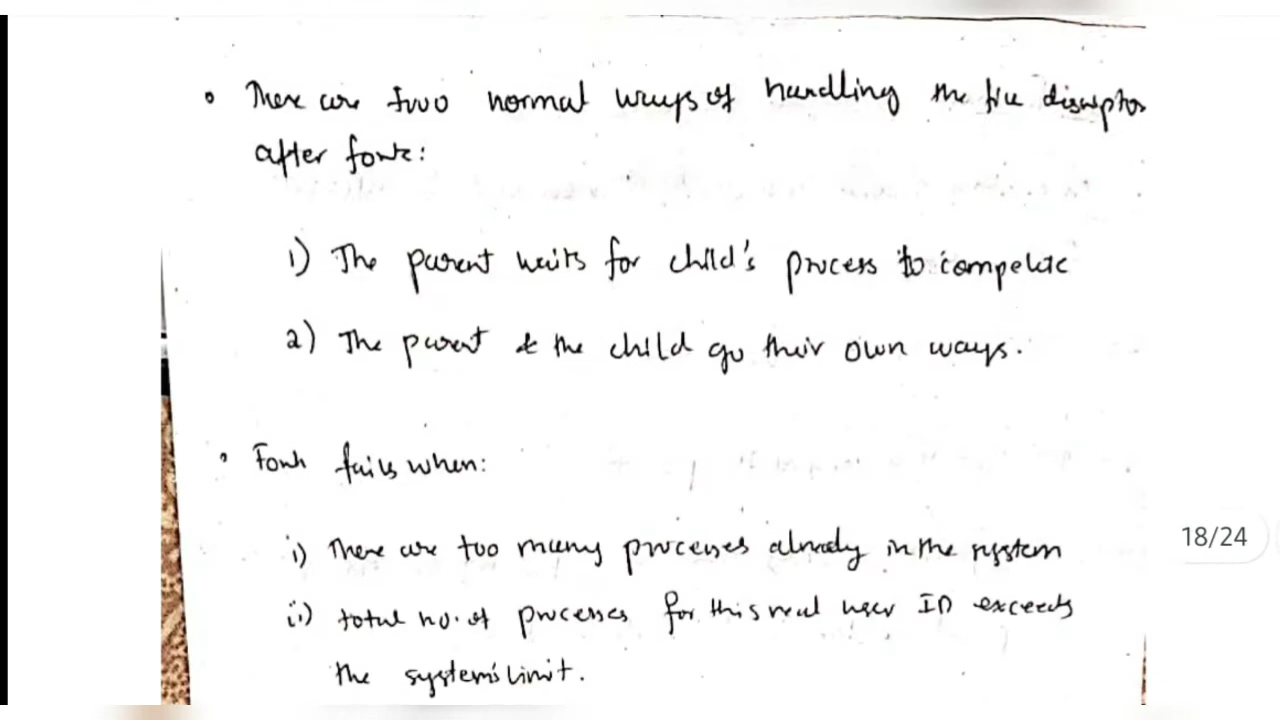 • There are two normal ways of handling the file discriptor
after fork:
1) The parent waits for child's process to compelete
2) The parent & the child go their own ways.
• Fork fails when:
i) There are too many processes already in the system
ii) total no. of processes for this real user ID exceeds
the system's limit.
18/24